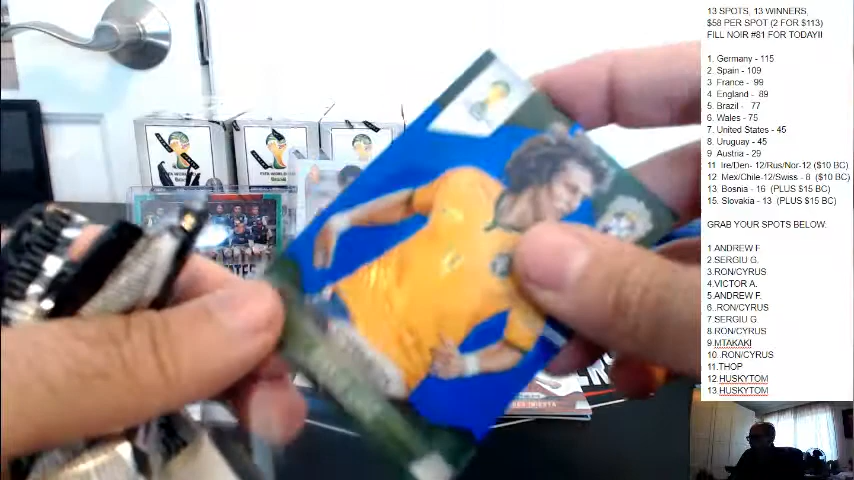 13 SPOTS, 13 WINNERS,
$58 PER SPOT (2 FOR $113)
FILL NOIR #81 FOR TODAY!!
1. Germany - 115
2. Spain - 109
3. France - 99
4 England - 89
5. Brazil - 77
6. Wales - 75
7. United States - 45
8. Uruguay - 45
9 Austria - 29
11 Ire/Den- 12/Rus/Nor-12 ($10 BC)
12 Mex/Chile-12/Swiss - 8 ($10 BC)
13 Bosnia - 16 (PLUS $15 BC)
15. Slovakia - 13 (PLUS $15 BC)
GRAB YOUR SPOTS BELOW:
1 ANDREW F
2.SERGIU G.
3.RON/CYRUS
4.VICTOR A.
5.ANDREW F.
6..RON/CYRUS
7.SERGIU G
8 RON/CYRUS
9.MTAKAKI
10 .RON/CYRUS
11.THOP
12 HUSKYTOM
13 HUSKYTOM